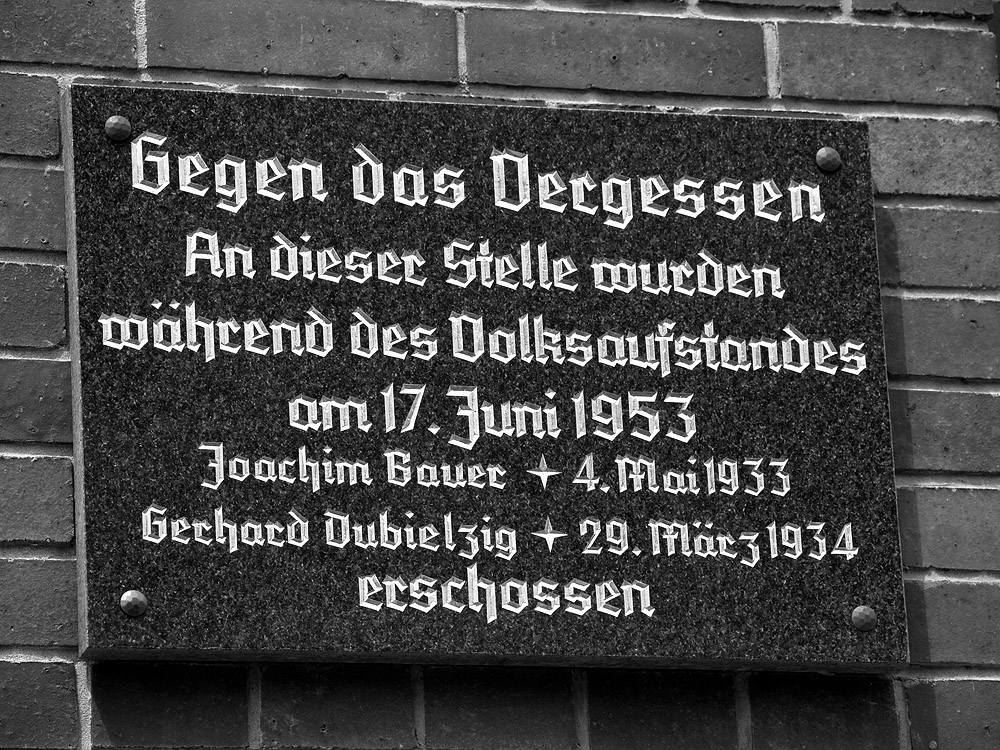 Gegen das Vergessen
An dieser Stelle wurden
während des Volksaufstandes
am 17. Juni 1953
Joachim Bauer ✦ 4. Mai 1933
Gerhard Dubielzig ✦ 29. März 1934
erschossen